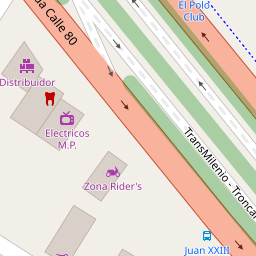 El Polo
Club
Calle 80
Distribuidor
Electricos
M.P.
TransMilenio - Troncal
Zona Rider's
Juan XXIII